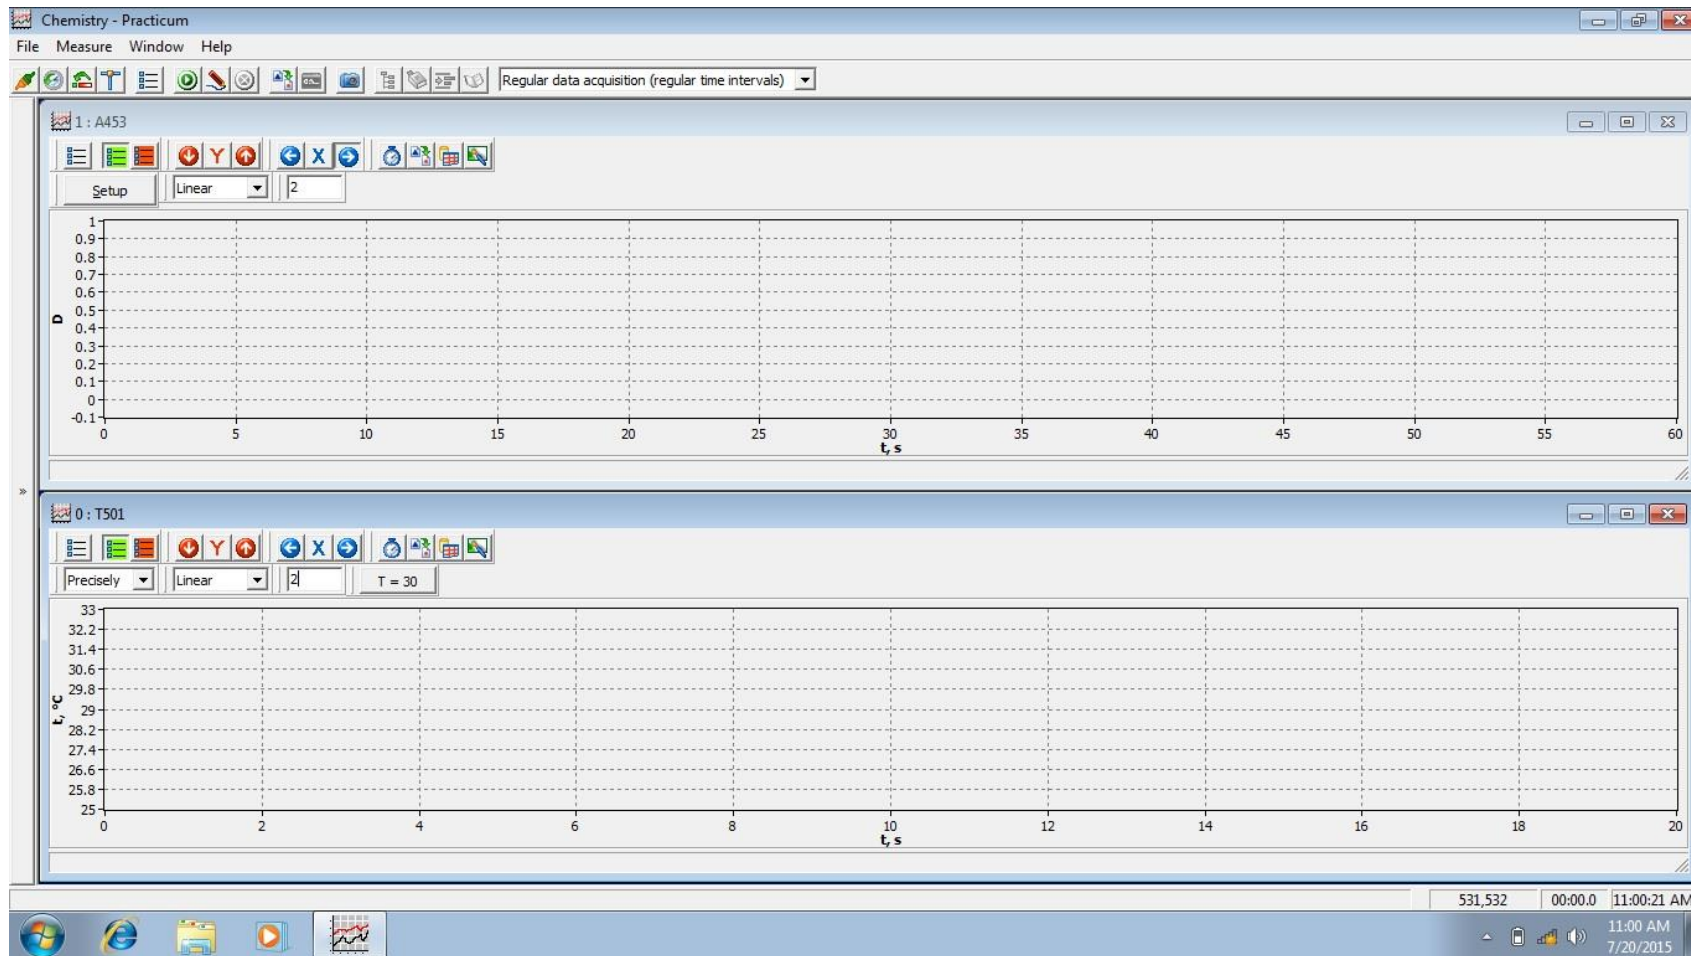 Chemistry - Practicum
File Measure Window Help
Regular data acquisition (regular time intervals)
»
1 : A453
Y X
Setup Linear 2
1
0.9
0.8
0.7
0.6
0.5
0.4
0.3
0.2
0.1
0
-0.1
D
0 5 10 15 20 25 30 35 40 45 50 55 60
t, s
0 : T501
Y X
Precisely Linear 2 T = 30
33
32.2
31.4
30.6
29.8
29
28.2
27.4
26.6
25.8
25
t, °C
0 2 4 6 8 10 12 14 16 18 20
t, s
531,532 00:00.0 11:00:21 AM
11:00 AM
7/20/2015